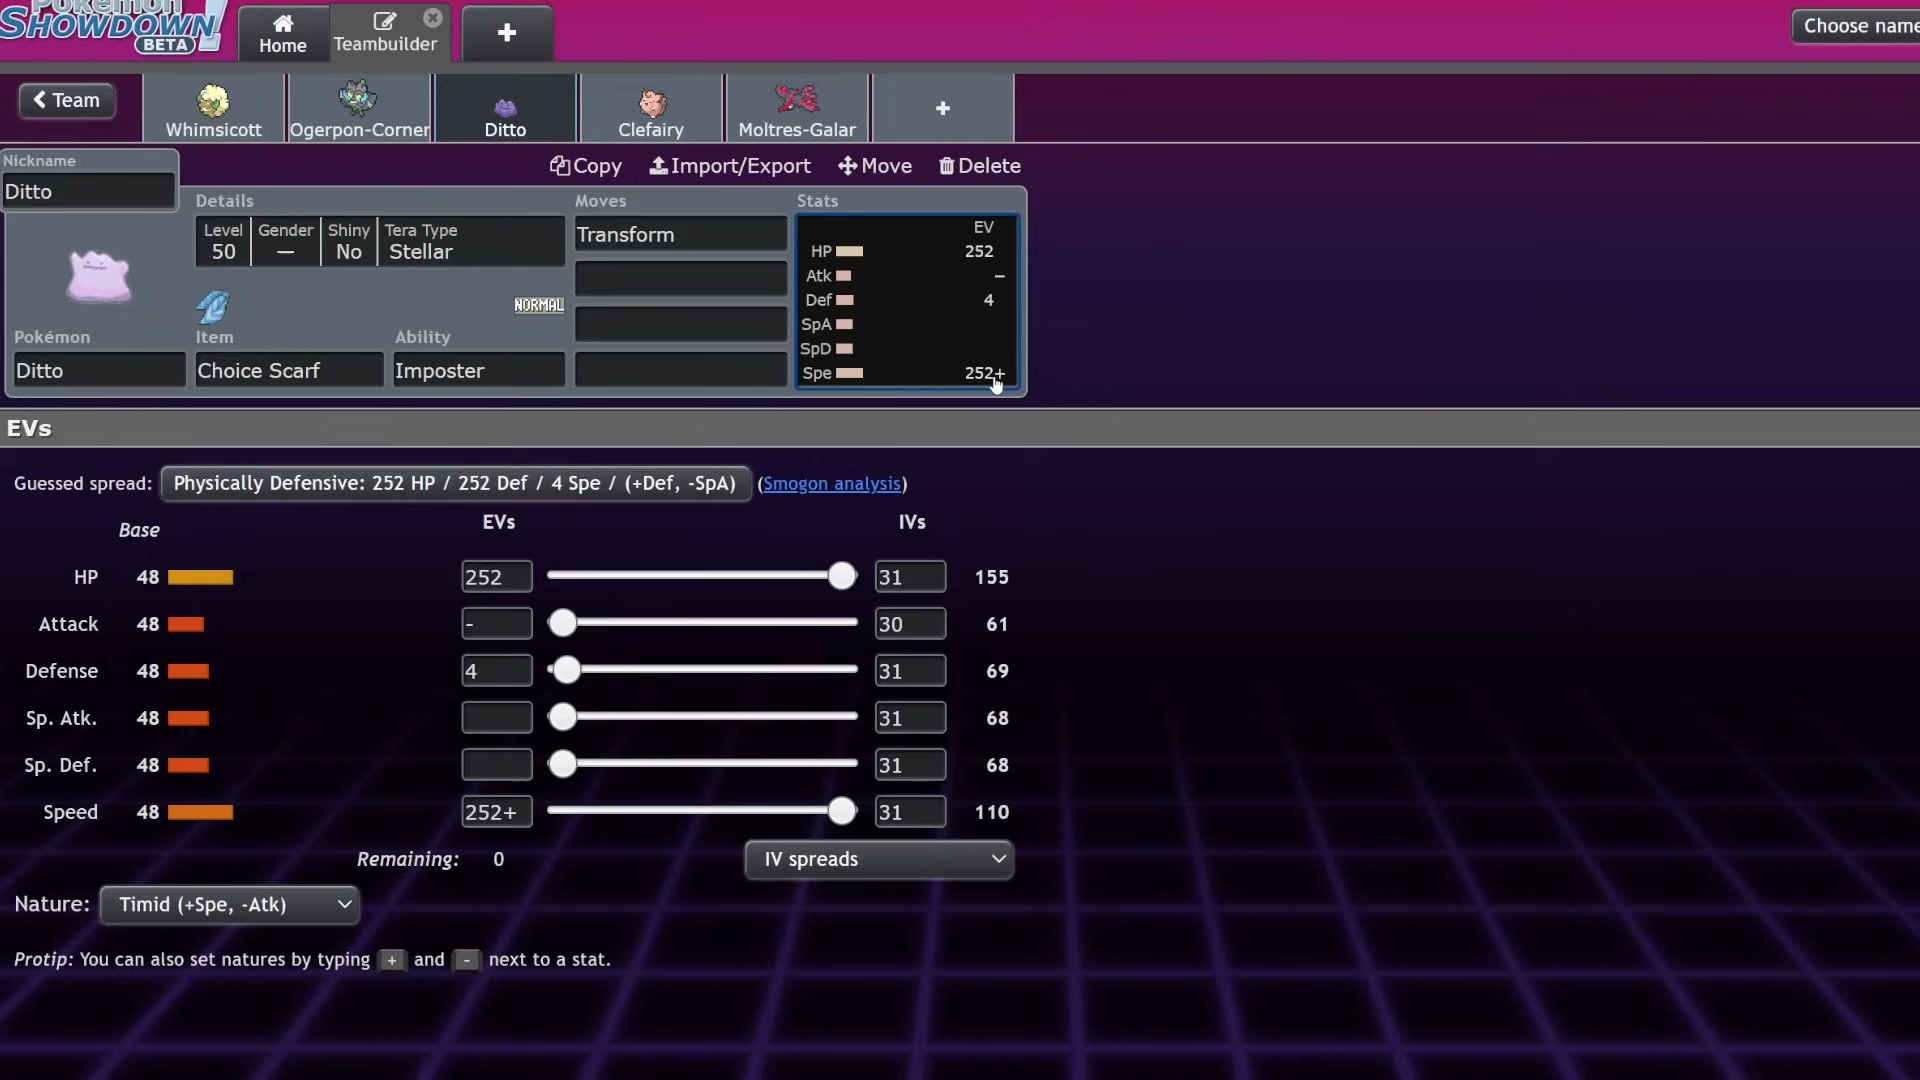 Pokémon
SHOWDOWN!
BETA
Home
Teambuilder
+
Choose name
Team
Whimsicott
Ogerpon-Corner
Ditto
Clefairy
Moltres-Galar
+
Nickname
Ditto
Copy
Import/Export
Move
Delete
Details
Moves
Stats
Level
50
Gender
—
Shiny
No
Tera Type
Stellar
Transform
EV
HP 252
Atk –
Def 4
SpA
SpD
Spe 252+
NORMAL
Pokémon
Ditto
Item
Choice Scarf
Ability
Imposter
EVs
Guessed spread: Physically Defensive: 252 HP / 252 Def / 4 Spe / (+Def, -SpA) (Smogon analysis)
Base EVs IVs
HP 48 252 31 155
Attack 48 - 30 61
Defense 48 4 31 69
Sp. Atk. 48 31 68
Sp. Def. 48 31 68
Speed 48 252+ 31 110
Remaining: 0 IV spreads
Nature: Timid (+Spe, -Atk)
Protip: You can also set natures by typing + and - next to a stat.